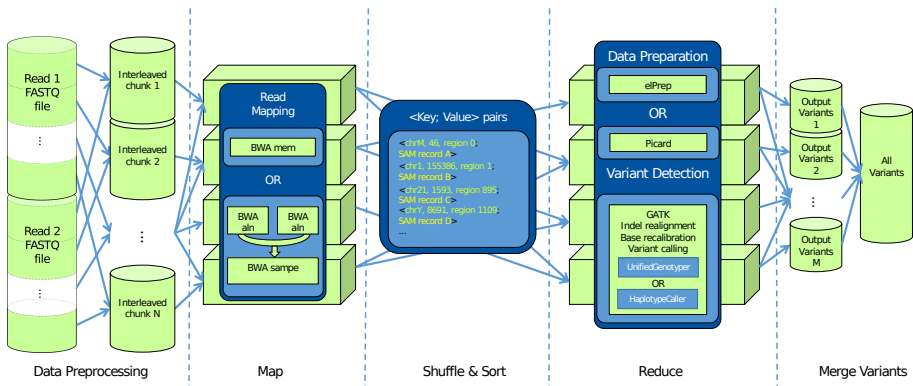 Read 1
FASTQ
file
...
Read 2
FASTQ
file
...
Interleaved
chunk 1
Interleaved
chunk 2
...
Interleaved
chunk N
Read
Mapping
BWA mem
OR
BWA
aln
BWA
aln
BWA sampe
<Key; Value> pairs
<chrM, 46, region 0;
SAM record A>
<chr1, 155386, region 1;
SAM record B>
<chr21, 1593, region 895;
SAM record C>
<chrY, 8691, region 1109;
SAM record D>
...
Data Preparation
elPrep
OR
Picard
Variant Detection
GATK
Indel realignment
Base recalibration
Variant calling
UnifiedGenotyper
OR
HaplotypeCaller
Output
Variants
1
Output
Variants
2
...
Output
Variants
M
All
Variants
Data Preprocessing
Map
Shuffle & Sort
Reduce
Merge Variants